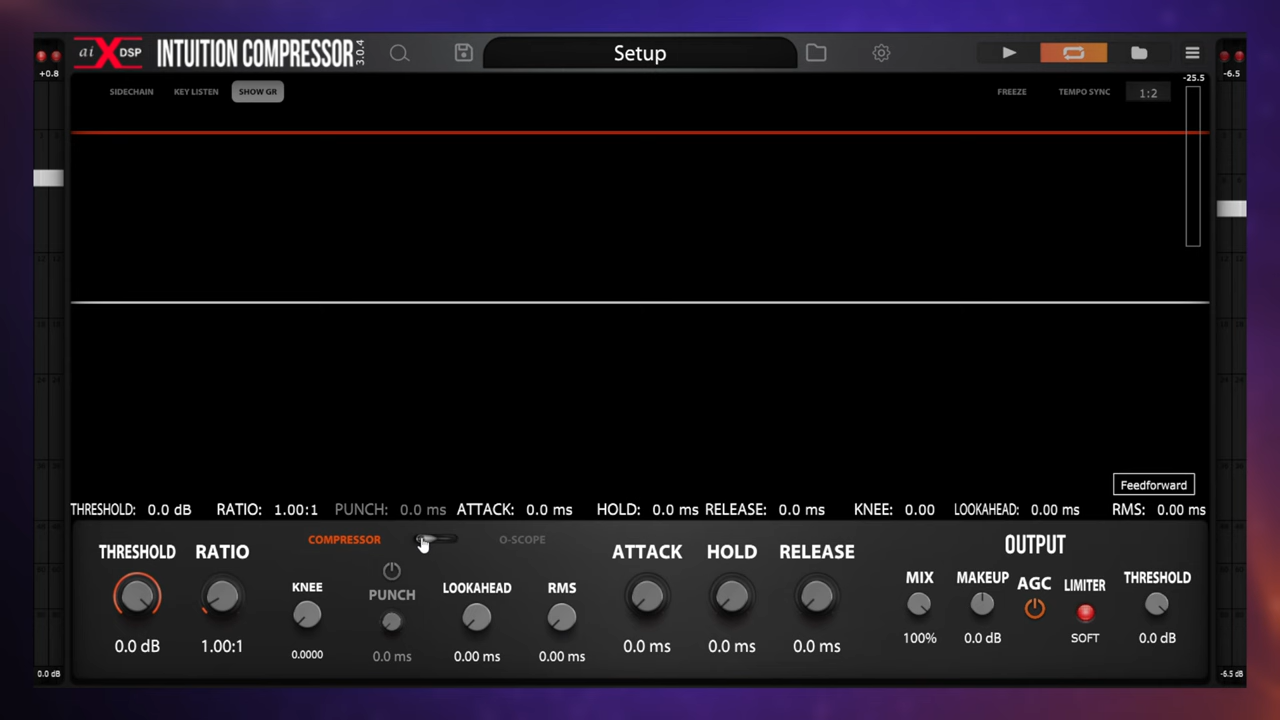 +0.8
ai X DSP INTUITION COMPRESSOR 3.0.4
Setup
-6.5
-25.5
SIDECHAIN KEY LISTEN SHOW GR
FREEZE TEMPO SYNC 1:2
Feedforward
THRESHOLD: 0.0 dB RATIO: 1.00:1 PUNCH: 0.0 ms ATTACK: 0.0 ms HOLD: 0.0 ms RELEASE: 0.0 ms KNEE: 0.00 LOOKAHEAD: 0.00 ms RMS: 0.00 ms
COMPRESSOR O-SCOPE
THRESHOLD RATIO ATTACK HOLD RELEASE OUTPUT
KNEE PUNCH LOOKAHEAD RMS
MIX MAKEUP AGC LIMITER THRESHOLD
0.0 dB 1.00:1 0.0000 0.0 ms 0.00 ms 0.00 ms 0.0 ms 0.0 ms 0.0 ms
100% 0.0 dB SOFT 0.0 dB
0.0 dB
-6.5 dB